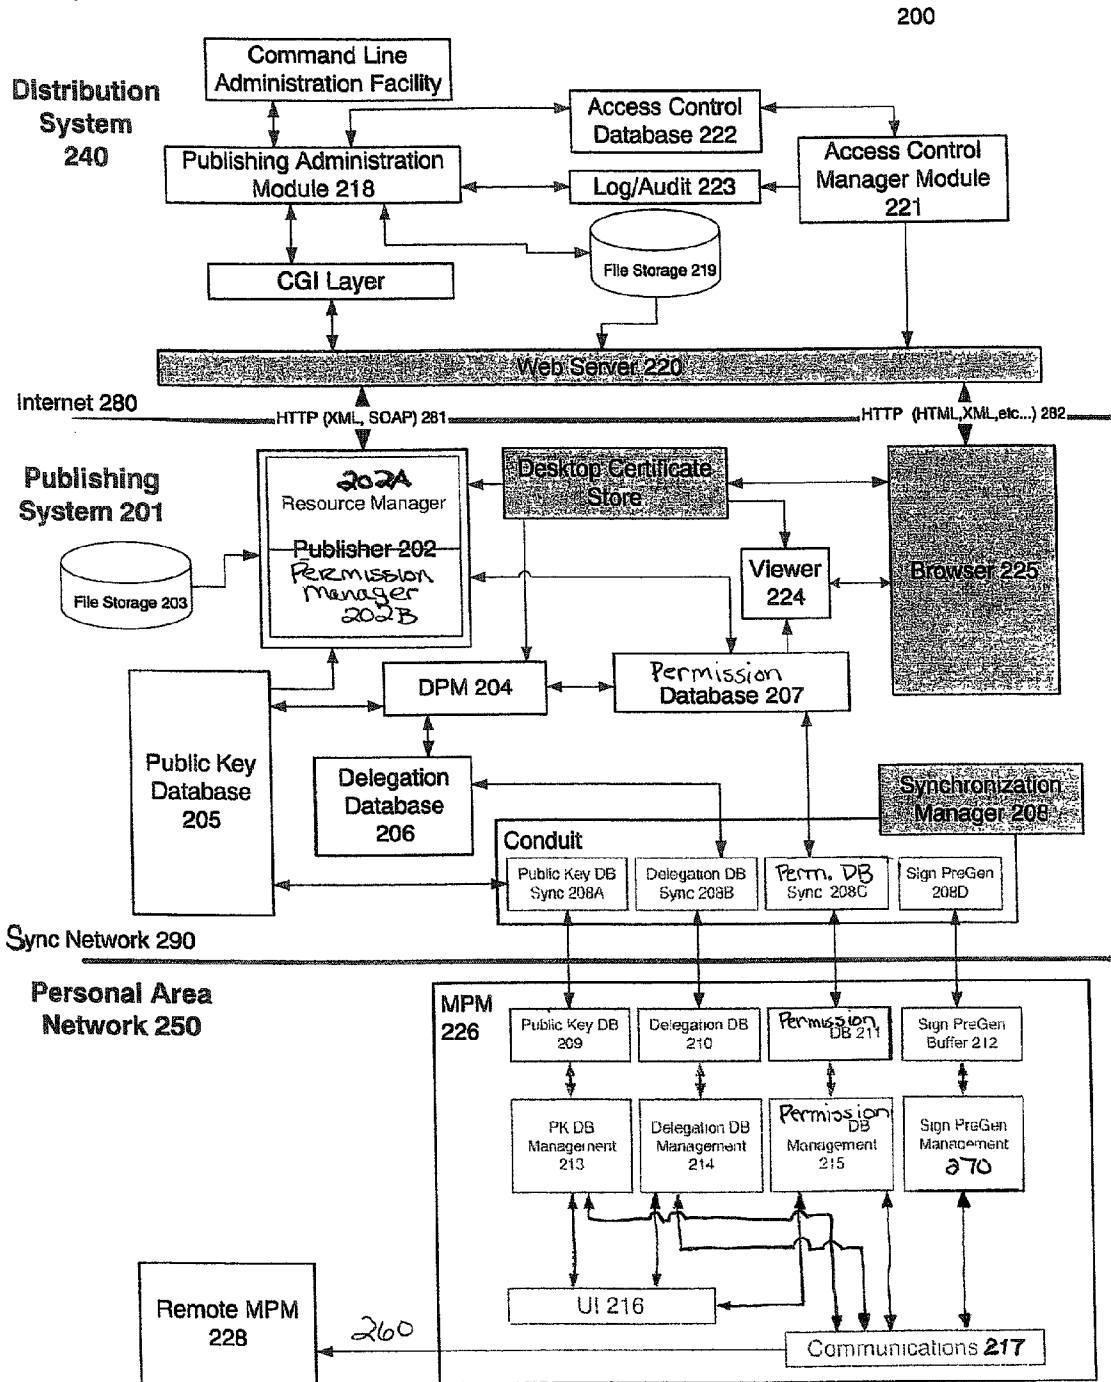 200
Command Line
Administration Facility
Distribution
System
240
Access Control
Database 222
Publishing Administration
Module 218
Access Control
Manager Module
221
Log/Audit 223
File Storage 219
CGI Layer
Web Server 220
Internet 280
HTTP (XML, SOAP) 281
HTTP (HTML,XML,etc...) 282
Publishing
System 201
202A
Resource Manager
Publisher 202
Permission
Manager
202B
Desktop Certificate
Store
File Storage 203
Viewer
224
Browser 225
DPM 204
Permission
Database 207
Public Key
Database
205
Delegation
Database
206
Synchronization
Manager 208
Conduit
Public Key DB
Sync 208A
Delegation DB
Sync 208B
Perm. DB
Sync 208C
Sign PreGen
208D
Sync Network 290
Personal Area
Network 250
MPM
226
Public Key DB
209
Delegation DB
210
Permission
DB 211
Sign PreGen
Buffer 212
PK DB
Management
213
Delegation DB
Management
214
Permission
DB
Management
215
Sign PreGen
Management
270
UI 216
Remote MPM
228
260
Communications 217